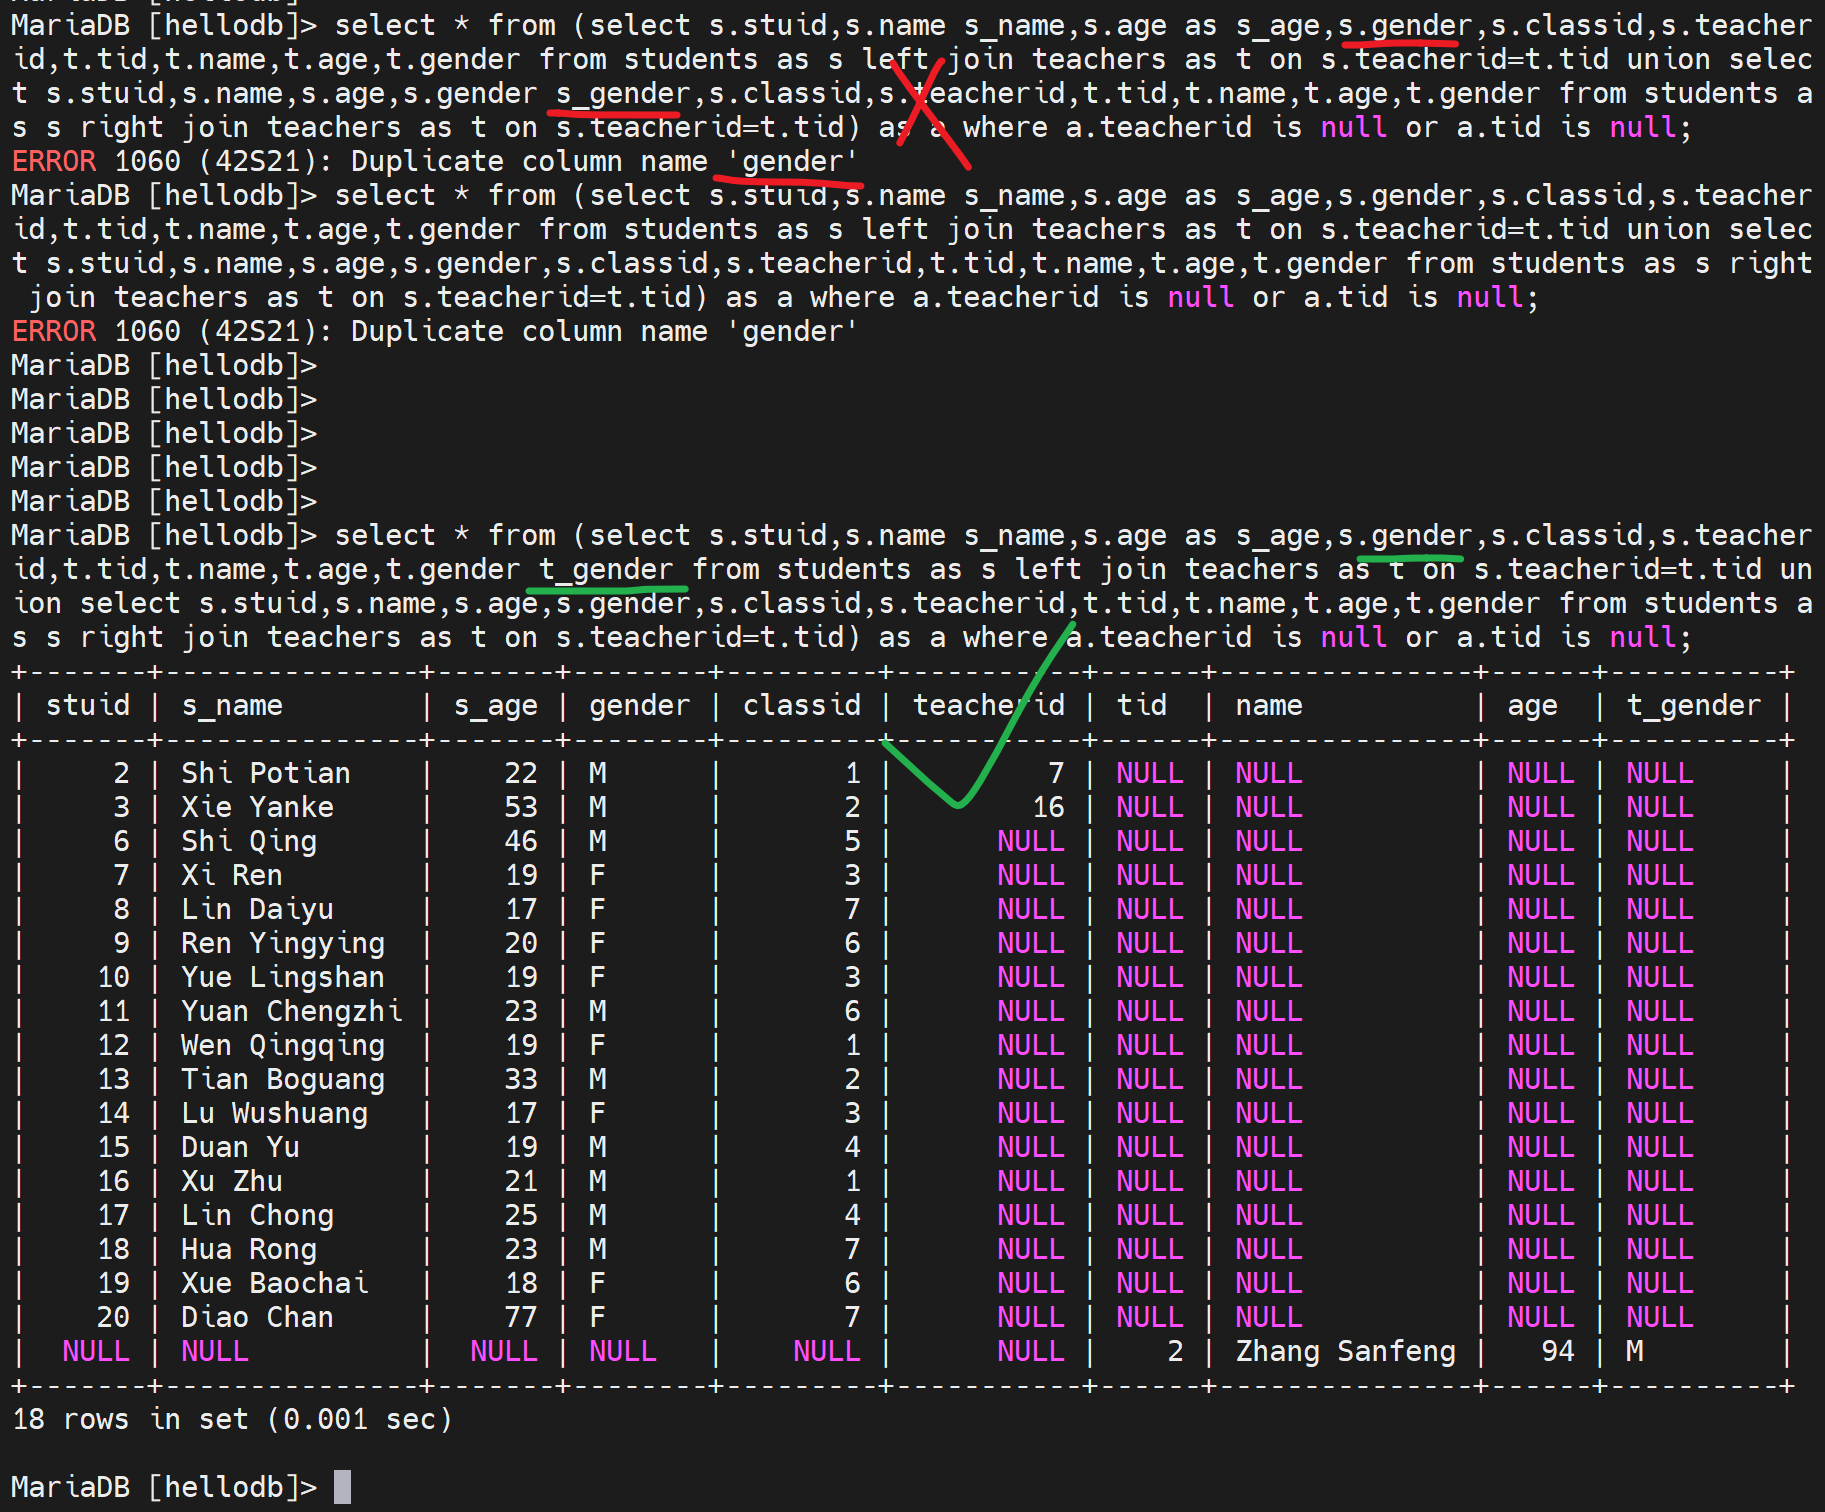 MariaDB [hellodb]> select * from (select s.stuid,s.name s_name,s.age as s_age,s.gender,s.classid,s.teacher
id,t.tid,t.name,t.age,t.gender from students as s left join teachers as t on s.teacherid=t.tid union selec
t s.stuid,s.name,s.age,s.gender s_gender,s.classid,s.teacherid,t.tid,t.name,t.age,t.gender from students a
s s right join teachers as t on s.teacherid=t.tid) as a where a.teacherid is null or a.tid is null;
ERROR 1060 (42S21): Duplicate column name 'gender'
MariaDB [hellodb]> select * from (select s.stuid,s.name s_name,s.age as s_age,s.gender,s.classid,s.teacher
id,t.tid,t.name,t.age,t.gender from students as s left join teachers as t on s.teacherid=t.tid union selec
t s.stuid,s.name,s.age,s.gender,s.classid,s.teacherid,t.tid,t.name,t.age,t.gender from students as s right
 join teachers as t on s.teacherid=t.tid) as a where a.teacherid is null or a.tid is null;
ERROR 1060 (42S21): Duplicate column name 'gender'
MariaDB [hellodb]>
MariaDB [hellodb]>
MariaDB [hellodb]>
MariaDB [hellodb]>
MariaDB [hellodb]>
MariaDB [hellodb]> select * from (select s.stuid,s.name s_name,s.age as s_age,s.gender,s.classid,s.teacher
id,t.tid,t.name,t.age,t.gender t_gender from students as s left join teachers as t on s.teacherid=t.tid un
ion select s.stuid,s.name,s.age,s.gender,s.classid,s.teacherid,t.tid,t.name,t.age,t.gender from students a
s s right join teachers as t on s.teacherid=t.tid) as a where a.teacherid is null or a.tid is null;
+-------+---------------+-------+--------+---------+-----------+------+---------------+------+----------+
| stuid | s_name        | s_age | gender | classid | teacherid | tid  | name          | age  | t_gender |
+-------+---------------+-------+--------+---------+-----------+------+---------------+------+----------+
|     2 | Shi Potian    |    22 | M      |       1 |         7 | NULL | NULL          | NULL | NULL     |
|     3 | Xie Yanke     |    53 | M      |       2 |        16 | NULL | NULL          | NULL | NULL     |
|     6 | Shi Qing      |    46 | M      |       5 |      NULL | NULL | NULL          | NULL | NULL     |
|     7 | Xi Ren        |    19 | F      |       3 |      NULL | NULL | NULL          | NULL | NULL     |
|     8 | Lin Daiyu     |    17 | F      |       7 |      NULL | NULL | NULL          | NULL | NULL     |
|     9 | Ren Yingying  |    20 | F      |       6 |      NULL | NULL | NULL          | NULL | NULL     |
|    10 | Yue Lingshan  |    19 | F      |       3 |      NULL | NULL | NULL          | NULL | NULL     |
|    11 | Yuan Chengzhi |    23 | M      |       6 |      NULL | NULL | NULL          | NULL | NULL     |
|    12 | Wen Qingqing  |    19 | F      |       1 |      NULL | NULL | NULL          | NULL | NULL     |
|    13 | Tian Boguang  |    33 | M      |       2 |      NULL | NULL | NULL          | NULL | NULL     |
|    14 | Lu Wushuang   |    17 | F      |       3 |      NULL | NULL | NULL          | NULL | NULL     |
|    15 | Duan Yu       |    19 | M      |       4 |      NULL | NULL | NULL          | NULL | NULL     |
|    16 | Xu Zhu        |    21 | M      |       1 |      NULL | NULL | NULL          | NULL | NULL     |
|    17 | Lin Chong     |    25 | M      |       4 |      NULL | NULL | NULL          | NULL | NULL     |
|    18 | Hua Rong      |    23 | M      |       7 |      NULL | NULL | NULL          | NULL | NULL     |
|    19 | Xue Baochai   |    18 | F      |       6 |      NULL | NULL | NULL          | NULL | NULL     |
|    20 | Diao Chan     |    77 | F      |       7 |      NULL | NULL | NULL          | NULL | NULL     |
|  NULL | NULL          |  NULL | NULL   |    NULL |      NULL |    2 | Zhang Sanfeng |   94 | M        |
+-------+---------------+-------+--------+---------+-----------+------+---------------+------+----------+
18 rows in set (0.001 sec)
MariaDB [hellodb]>